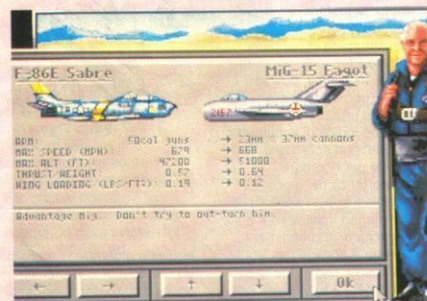 F-86E Sabre MiG-15 Fagot
2157
ARM: 50cal guns → 23mm & 37mm cannons
MAX SPEED (MPH): 679 → 668
MAX ALT (FT): 47200 → 51000
THRUST/WEIGHT: 0.57 → 0.64
WING LOADING (LBS/FT2): 0.19 → 0.12
Advantage Mig. Don't try to out-turn him.
← → ↑ ↓ Ok